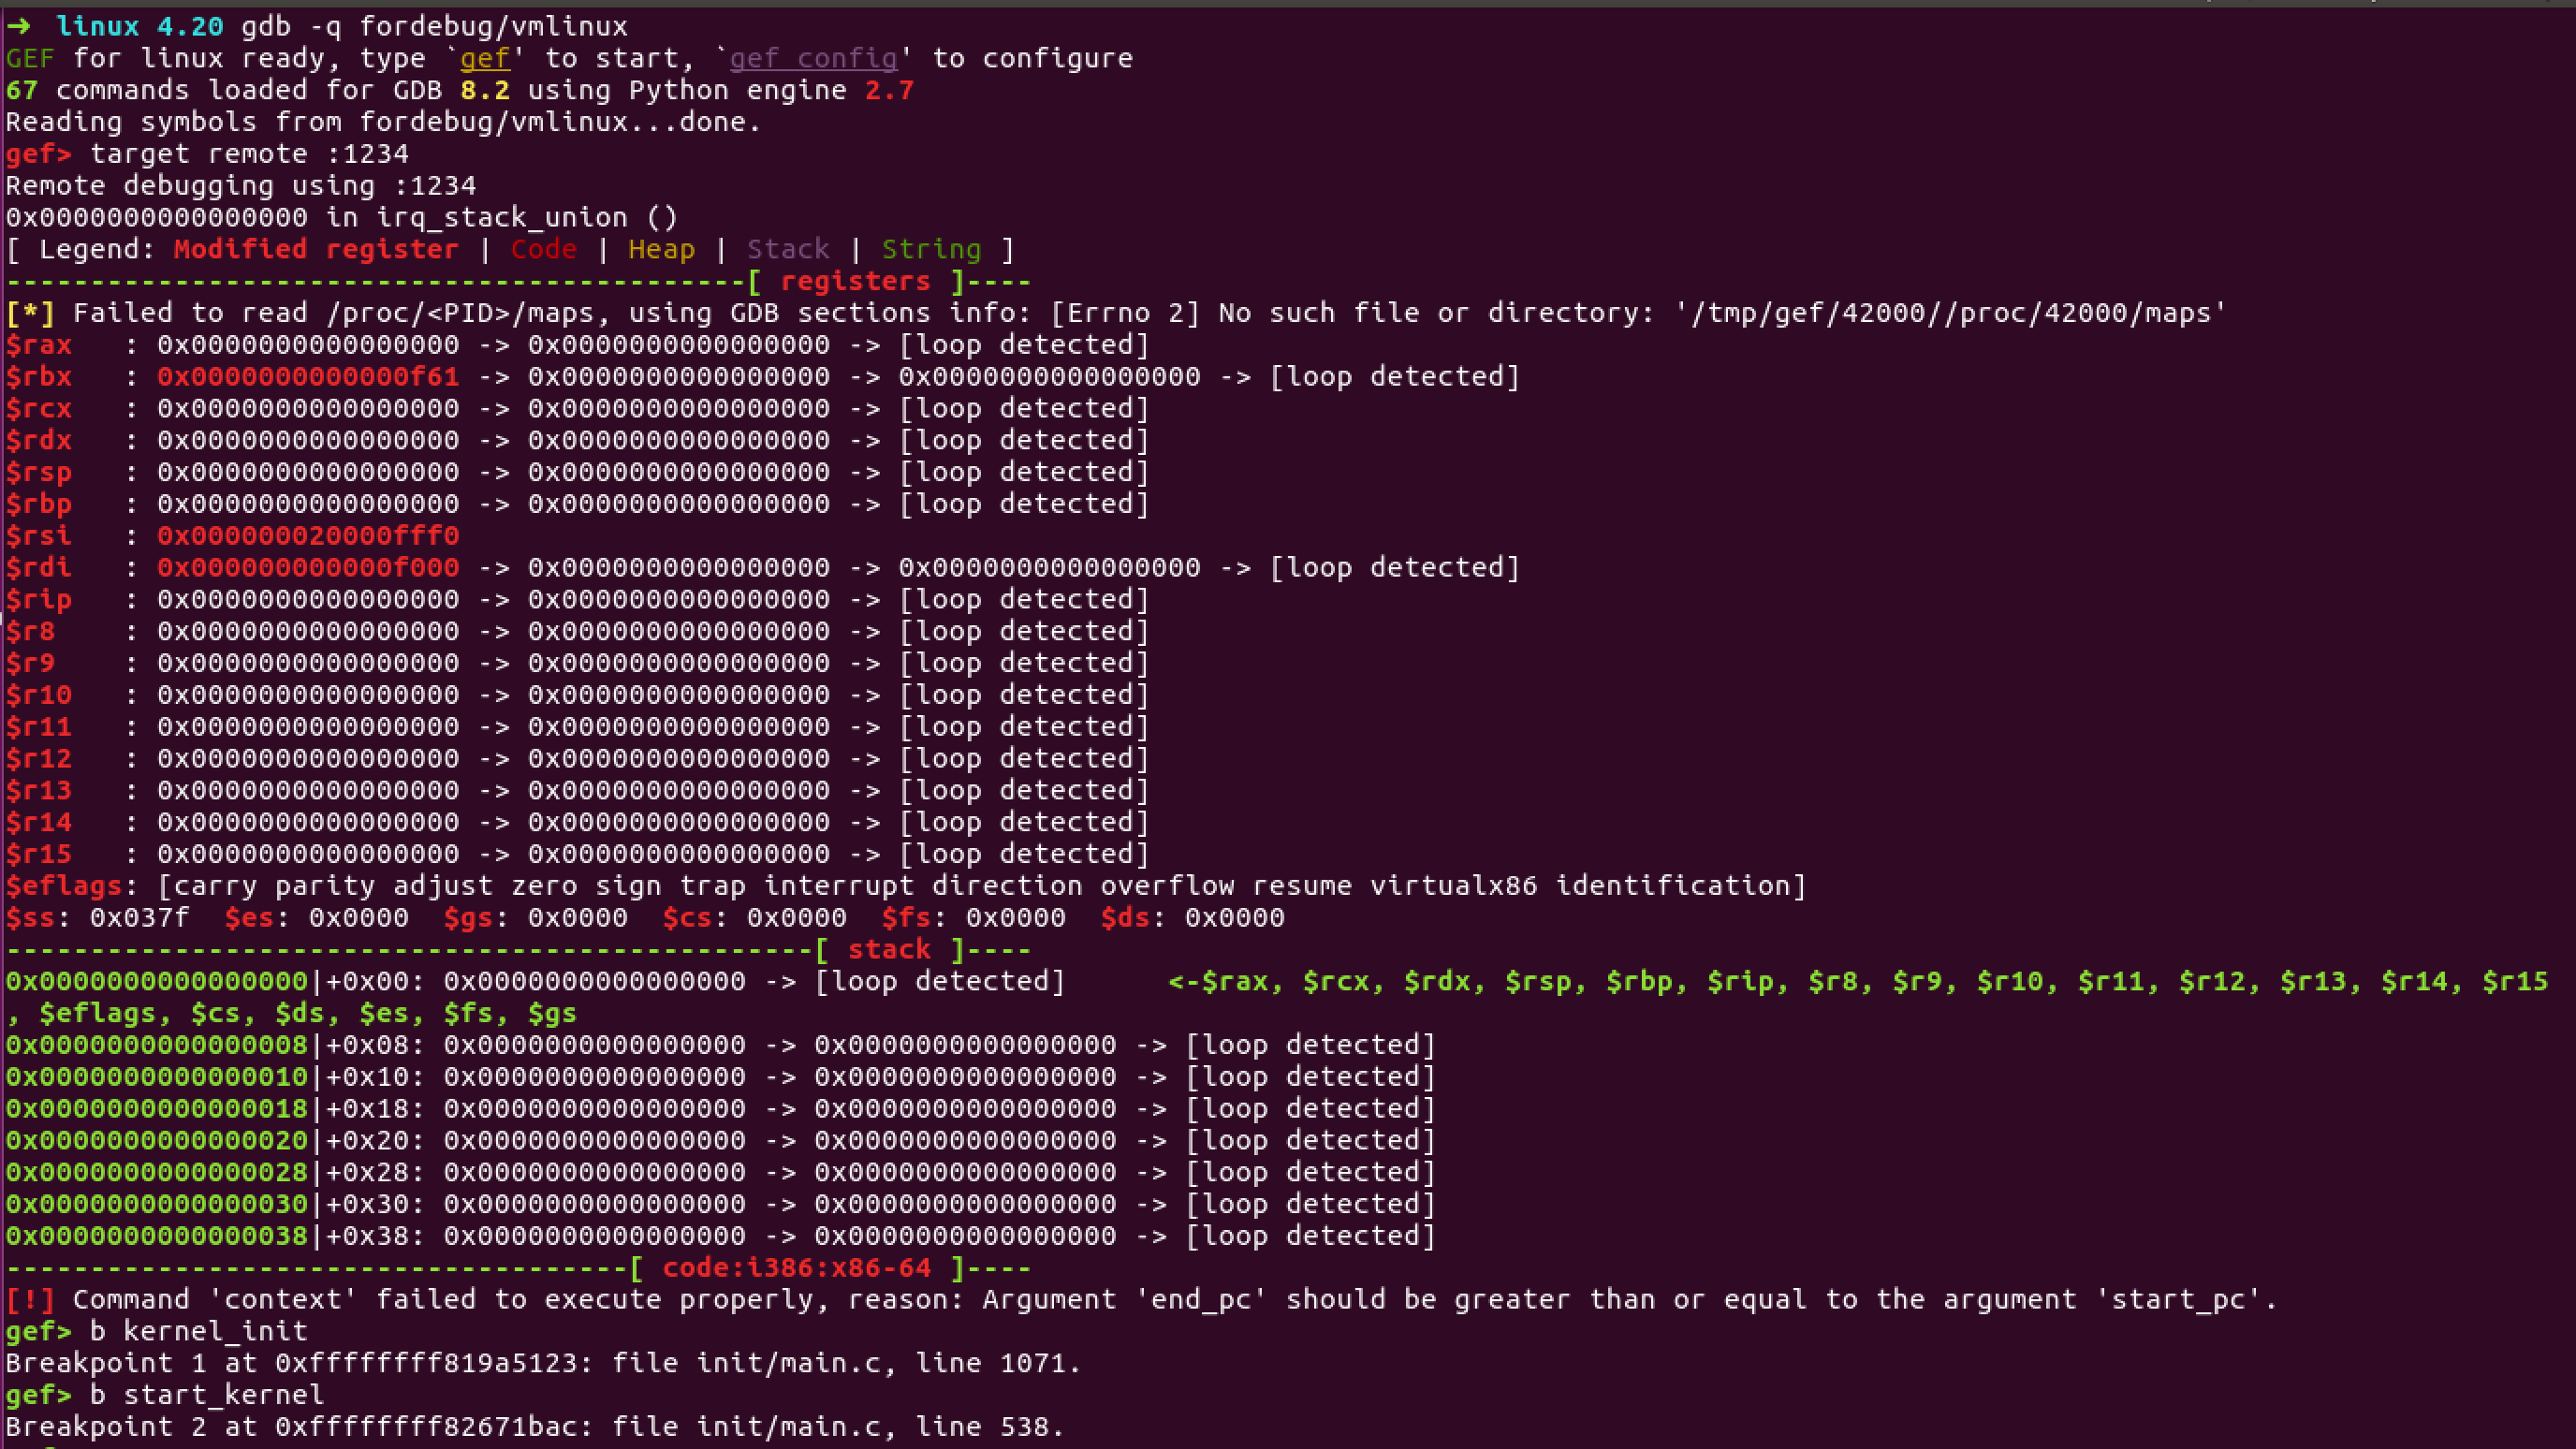 ➜  linux 4.20 gdb -q fordebug/vmlinux
GEF for linux ready, type `gef' to start, `gef config' to configure
67 commands loaded for GDB 8.2 using Python engine 2.7
Reading symbols from fordebug/vmlinux...done.
gef> target remote :1234
Remote debugging using :1234
0x0000000000000000 in irq_stack_union ()
[ Legend: Modified register | Code | Heap | Stack | String ]
--------------------------------------------[ registers ]----
[*] Failed to read /proc/<PID>/maps, using GDB sections info: [Errno 2] No such file or directory: '/tmp/gef/42000//proc/42000/maps'
$rax   : 0x0000000000000000 -> 0x0000000000000000 -> [loop detected]
$rbx   : 0x0000000000000f61 -> 0x0000000000000000 -> 0x0000000000000000 -> [loop detected]
$rcx   : 0x0000000000000000 -> 0x0000000000000000 -> [loop detected]
$rdx   : 0x0000000000000000 -> 0x0000000000000000 -> [loop detected]
$rsp   : 0x0000000000000000 -> 0x0000000000000000 -> [loop detected]
$rbp   : 0x0000000000000000 -> 0x0000000000000000 -> [loop detected]
$rsi   : 0x000000020000fff0
$rdi   : 0x000000000000f000 -> 0x0000000000000000 -> 0x0000000000000000 -> [loop detected]
$rip   : 0x0000000000000000 -> 0x0000000000000000 -> [loop detected]
$r8    : 0x0000000000000000 -> 0x0000000000000000 -> [loop detected]
$r9    : 0x0000000000000000 -> 0x0000000000000000 -> [loop detected]
$r10   : 0x0000000000000000 -> 0x0000000000000000 -> [loop detected]
$r11   : 0x0000000000000000 -> 0x0000000000000000 -> [loop detected]
$r12   : 0x0000000000000000 -> 0x0000000000000000 -> [loop detected]
$r13   : 0x0000000000000000 -> 0x0000000000000000 -> [loop detected]
$r14   : 0x0000000000000000 -> 0x0000000000000000 -> [loop detected]
$r15   : 0x0000000000000000 -> 0x0000000000000000 -> [loop detected]
$eflags: [carry parity adjust zero sign trap interrupt direction overflow resume virtualx86 identification]
$ss: 0x037f  $es: 0x0000  $gs: 0x0000  $cs: 0x0000  $fs: 0x0000  $ds: 0x0000
------------------------------------------------[ stack ]----
0x0000000000000000|+0x00: 0x0000000000000000 -> [loop detected]      <-$rax, $rcx, $rdx, $rsp, $rbp, $rip, $r8, $r9, $r10, $r11, $r12, $r13, $r14, $r15
, $eflags, $cs, $ds, $es, $fs, $gs
0x0000000000000008|+0x08: 0x0000000000000000 -> 0x0000000000000000 -> [loop detected]
0x0000000000000010|+0x10: 0x0000000000000000 -> 0x0000000000000000 -> [loop detected]
0x0000000000000018|+0x18: 0x0000000000000000 -> 0x0000000000000000 -> [loop detected]
0x0000000000000020|+0x20: 0x0000000000000000 -> 0x0000000000000000 -> [loop detected]
0x0000000000000028|+0x28: 0x0000000000000000 -> 0x0000000000000000 -> [loop detected]
0x0000000000000030|+0x30: 0x0000000000000000 -> 0x0000000000000000 -> [loop detected]
0x0000000000000038|+0x38: 0x0000000000000000 -> 0x0000000000000000 -> [loop detected]
-------------------------------------[ code:i386:x86-64 ]----
[!] Command 'context' failed to execute properly, reason: Argument 'end_pc' should be greater than or equal to the argument 'start_pc'.
gef> b kernel_init
Breakpoint 1 at 0xffffffff819a5123: file init/main.c, line 1071.
gef> b start_kernel
Breakpoint 2 at 0xffffffff82671bac: file init/main.c, line 538.